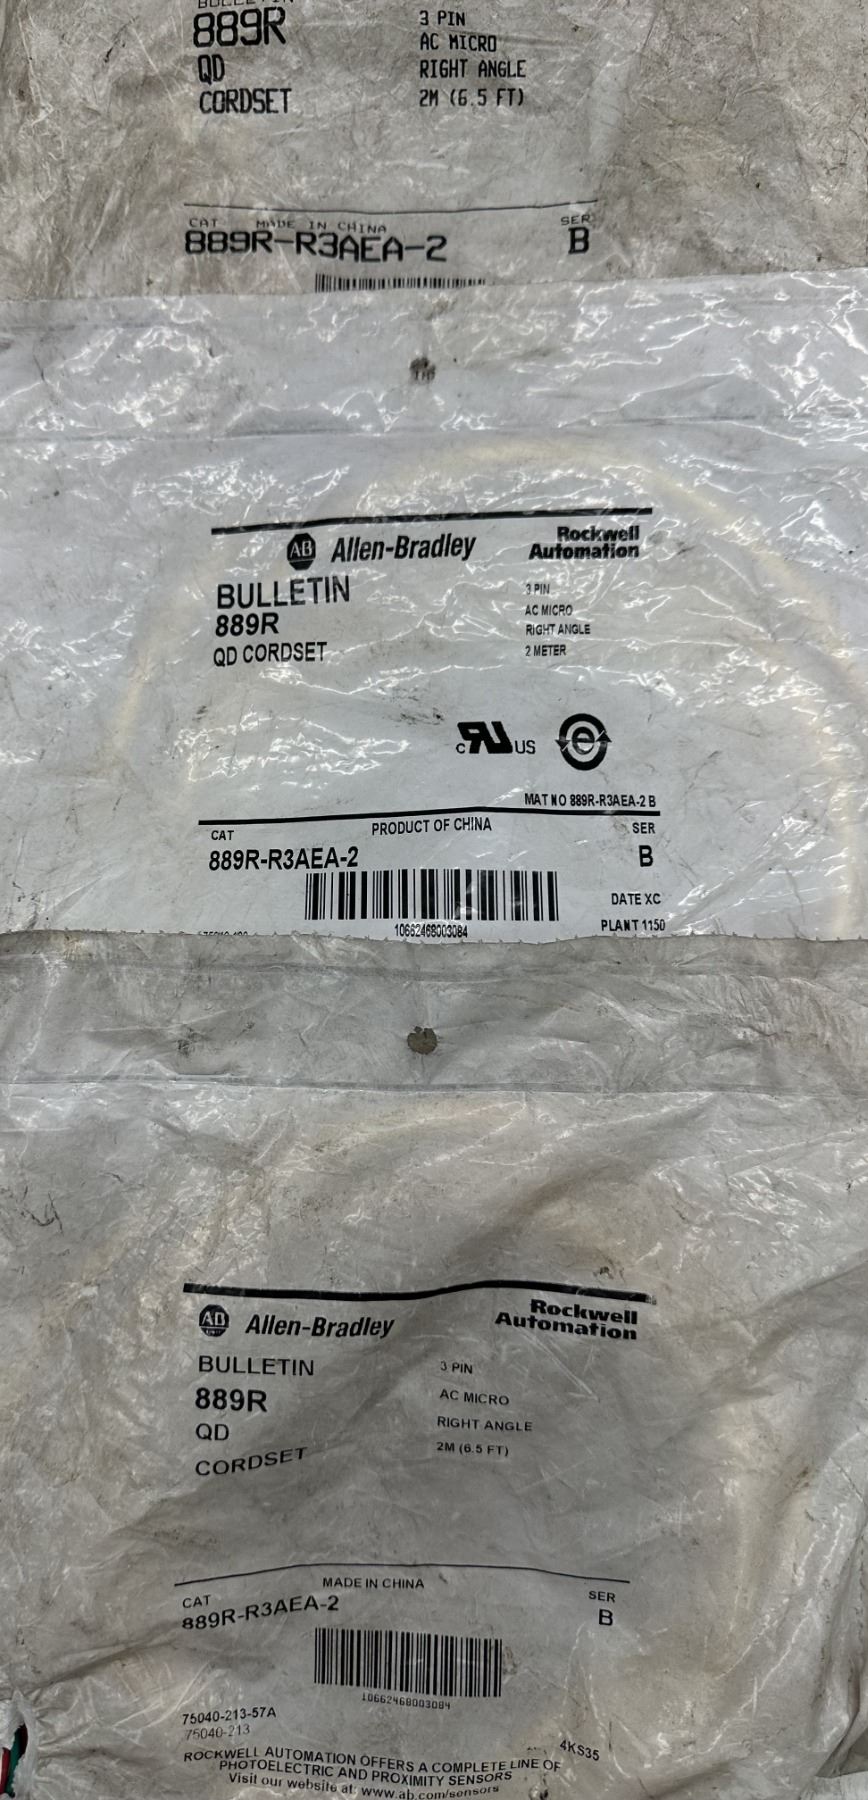 BULLETIN
889R
QD
CORDSET
3 PIN
AC MICRO
RIGHT ANGLE
2M (6.5 FT)
CAT MADE IN CHINA SER
889R-R3AEA-2 B
AB Allen-Bradley
Rockwell
Automation
BULLETIN
889R
QD CORDSET
3 PIN
AC MICRO
RIGHT ANGLE
2 METER
c RU US
e
MAT NO 889R-R3AEA-2 B
CAT PRODUCT OF CHINA SER
889R-R3AEA-2 B
DATE XC
10662468003084
PLANT 1150
AB Allen-Bradley
Rockwell
Automation
BULLETIN
889R
QD
CORDSET
3 PIN
AC MICRO
RIGHT ANGLE
2M (6.5 FT)
MADE IN CHINA
CAT SER
889R-R3AEA-2 B
10662468003084
75040-213-57A
75040-213
4KS35
ROCKWELL AUTOMATION OFFERS A COMPLETE LINE OF
PHOTOELECTRIC AND PROXIMITY SENSORS
Visit our website at: www.ab.com/sensors